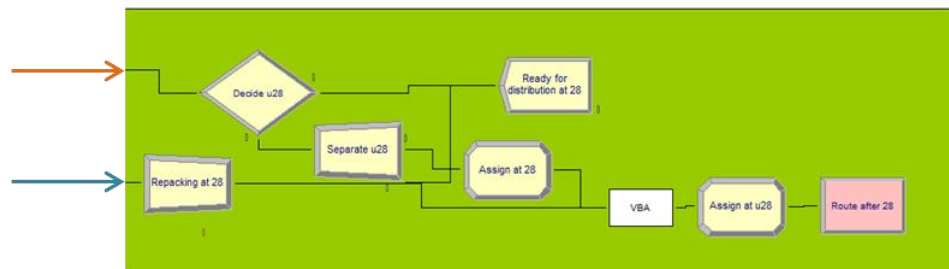 Decide u28
Ready for
distribution at 28
Separate u28
Assign at 28
Repacking at 28
VBA
Assign at u28
Route after 28